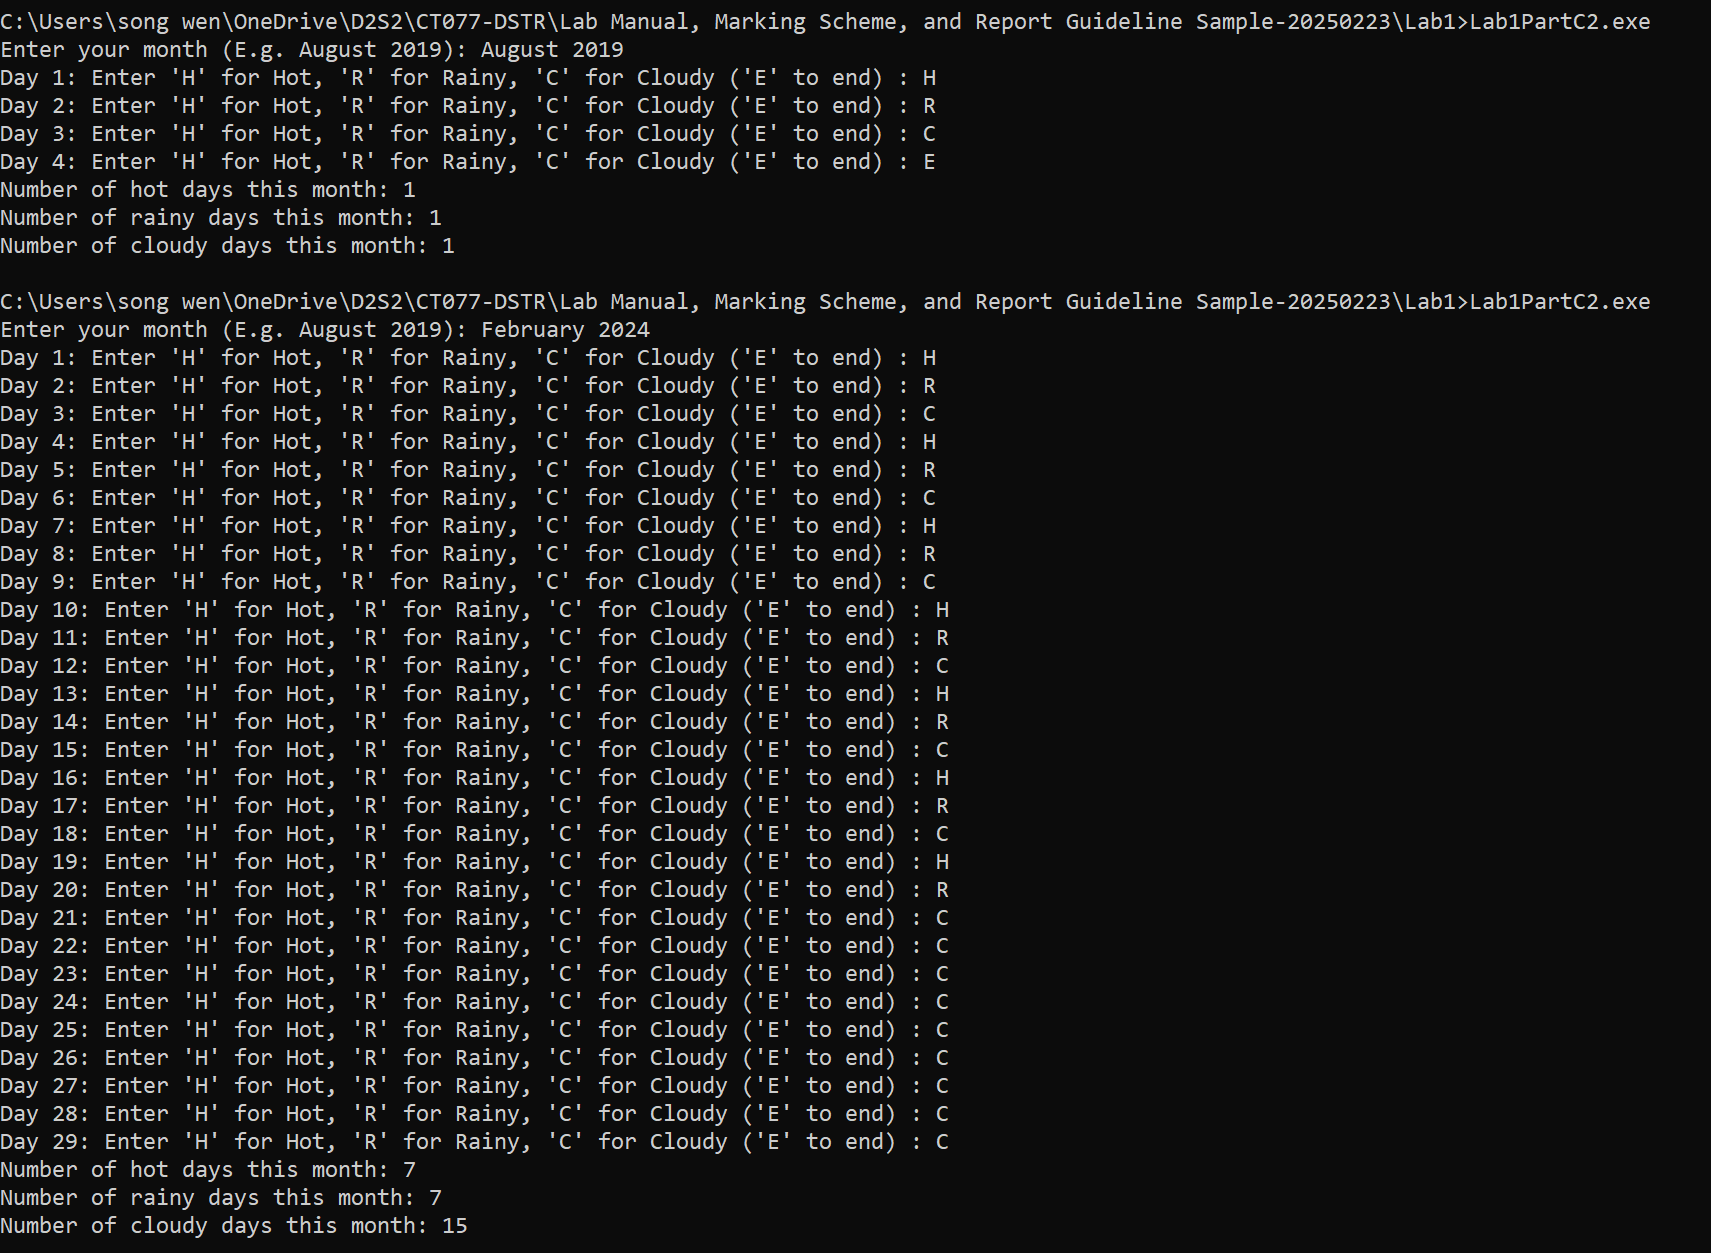 C:\Users\song wen\OneDrive\D2S2\CT077-DSTR\Lab Manual, Marking Scheme, and Report Guideline Sample-20250223\Lab1>Lab1PartC2.exe
Enter your month (E.g. August 2019): August 2019
Day 1: Enter 'H' for Hot, 'R' for Rainy, 'C' for Cloudy ('E' to end) : H
Day 2: Enter 'H' for Hot, 'R' for Rainy, 'C' for Cloudy ('E' to end) : R
Day 3: Enter 'H' for Hot, 'R' for Rainy, 'C' for Cloudy ('E' to end) : C
Day 4: Enter 'H' for Hot, 'R' for Rainy, 'C' for Cloudy ('E' to end) : E
Number of hot days this month: 1
Number of rainy days this month: 1
Number of cloudy days this month: 1
C:\Users\song wen\OneDrive\D2S2\CT077-DSTR\Lab Manual, Marking Scheme, and Report Guideline Sample-20250223\Lab1>Lab1PartC2.exe
Enter your month (E.g. August 2019): February 2024
Day 1: Enter 'H' for Hot, 'R' for Rainy, 'C' for Cloudy ('E' to end) : H
Day 2: Enter 'H' for Hot, 'R' for Rainy, 'C' for Cloudy ('E' to end) : R
Day 3: Enter 'H' for Hot, 'R' for Rainy, 'C' for Cloudy ('E' to end) : C
Day 4: Enter 'H' for Hot, 'R' for Rainy, 'C' for Cloudy ('E' to end) : H
Day 5: Enter 'H' for Hot, 'R' for Rainy, 'C' for Cloudy ('E' to end) : R
Day 6: Enter 'H' for Hot, 'R' for Rainy, 'C' for Cloudy ('E' to end) : C
Day 7: Enter 'H' for Hot, 'R' for Rainy, 'C' for Cloudy ('E' to end) : H
Day 8: Enter 'H' for Hot, 'R' for Rainy, 'C' for Cloudy ('E' to end) : R
Day 9: Enter 'H' for Hot, 'R' for Rainy, 'C' for Cloudy ('E' to end) : C
Day 10: Enter 'H' for Hot, 'R' for Rainy, 'C' for Cloudy ('E' to end) : H
Day 11: Enter 'H' for Hot, 'R' for Rainy, 'C' for Cloudy ('E' to end) : R
Day 12: Enter 'H' for Hot, 'R' for Rainy, 'C' for Cloudy ('E' to end) : C
Day 13: Enter 'H' for Hot, 'R' for Rainy, 'C' for Cloudy ('E' to end) : H
Day 14: Enter 'H' for Hot, 'R' for Rainy, 'C' for Cloudy ('E' to end) : R
Day 15: Enter 'H' for Hot, 'R' for Rainy, 'C' for Cloudy ('E' to end) : C
Day 16: Enter 'H' for Hot, 'R' for Rainy, 'C' for Cloudy ('E' to end) : H
Day 17: Enter 'H' for Hot, 'R' for Rainy, 'C' for Cloudy ('E' to end) : R
Day 18: Enter 'H' for Hot, 'R' for Rainy, 'C' for Cloudy ('E' to end) : C
Day 19: Enter 'H' for Hot, 'R' for Rainy, 'C' for Cloudy ('E' to end) : H
Day 20: Enter 'H' for Hot, 'R' for Rainy, 'C' for Cloudy ('E' to end) : R
Day 21: Enter 'H' for Hot, 'R' for Rainy, 'C' for Cloudy ('E' to end) : C
Day 22: Enter 'H' for Hot, 'R' for Rainy, 'C' for Cloudy ('E' to end) : C
Day 23: Enter 'H' for Hot, 'R' for Rainy, 'C' for Cloudy ('E' to end) : C
Day 24: Enter 'H' for Hot, 'R' for Rainy, 'C' for Cloudy ('E' to end) : C
Day 25: Enter 'H' for Hot, 'R' for Rainy, 'C' for Cloudy ('E' to end) : C
Day 26: Enter 'H' for Hot, 'R' for Rainy, 'C' for Cloudy ('E' to end) : C
Day 27: Enter 'H' for Hot, 'R' for Rainy, 'C' for Cloudy ('E' to end) : C
Day 28: Enter 'H' for Hot, 'R' for Rainy, 'C' for Cloudy ('E' to end) : C
Day 29: Enter 'H' for Hot, 'R' for Rainy, 'C' for Cloudy ('E' to end) : C
Number of hot days this month: 7
Number of rainy days this month: 7
Number of cloudy days this month: 15